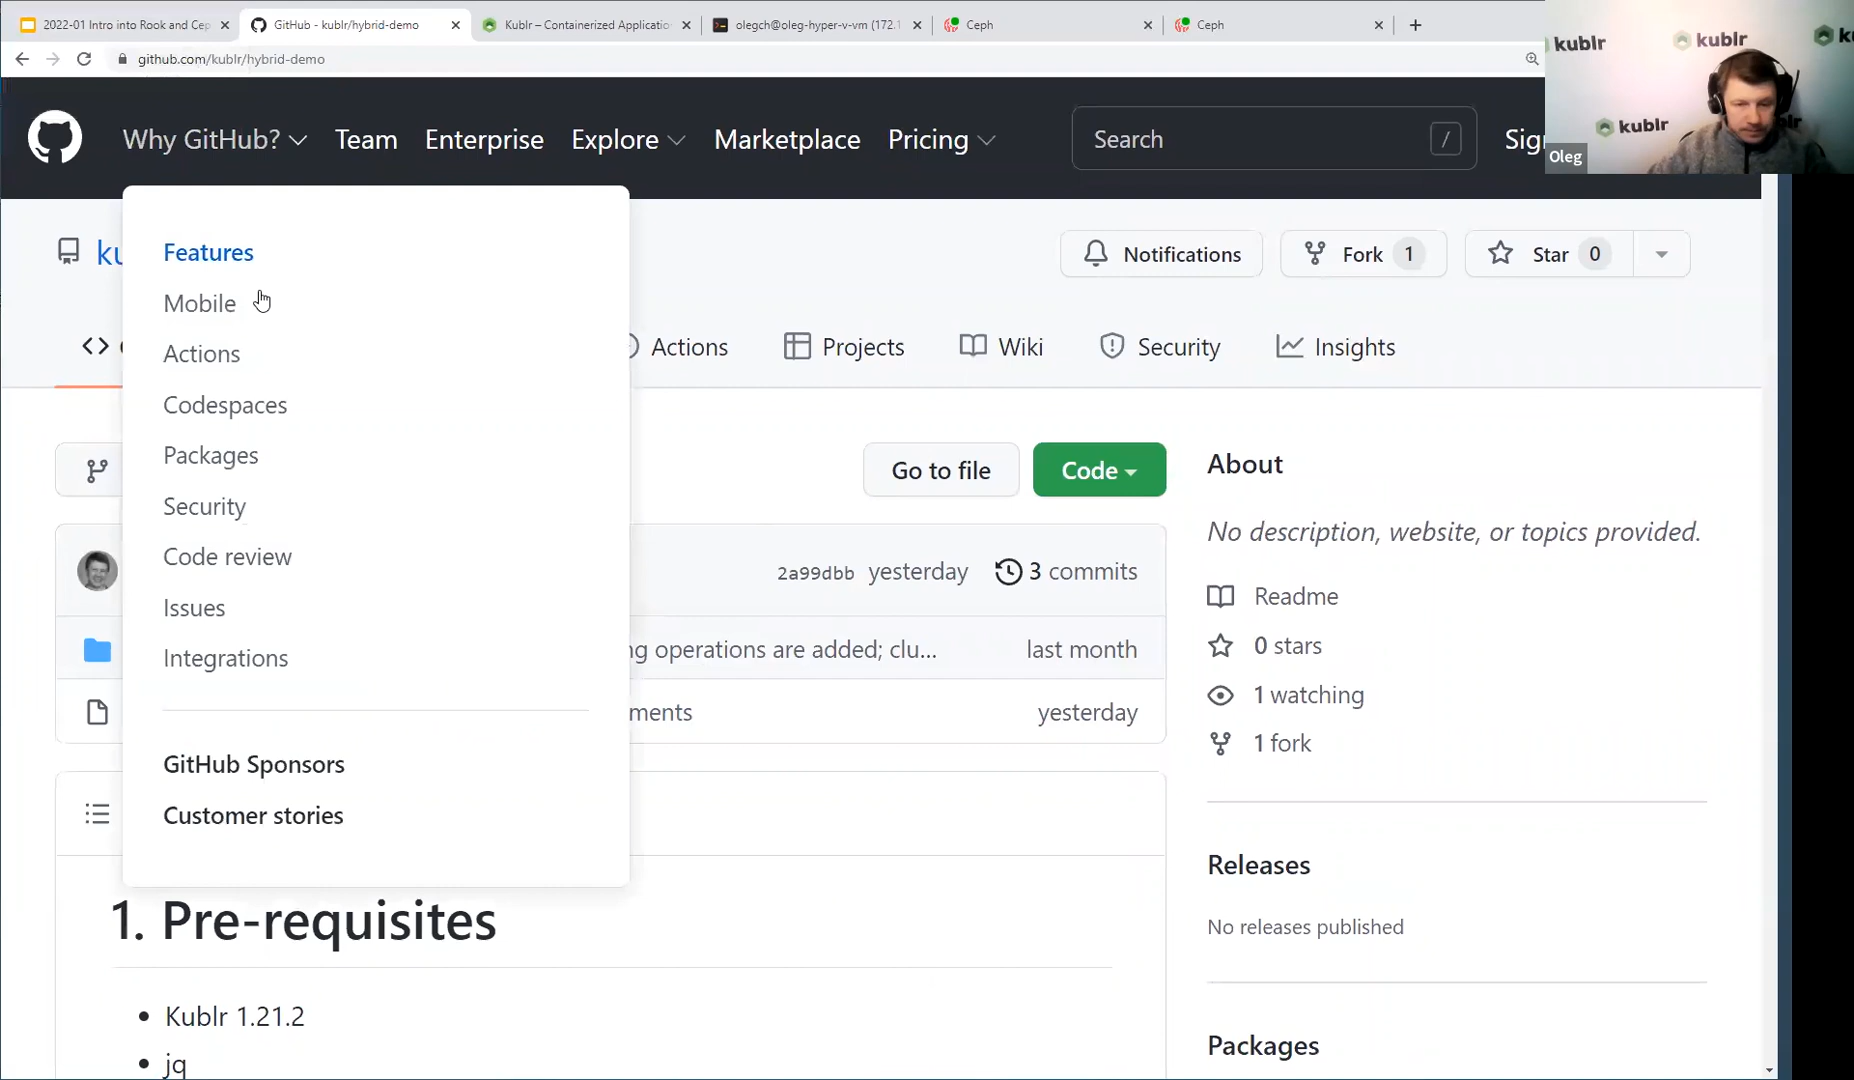 2022-01 Intro into Rook and Cep
GitHub - kublr/hybrid-demo
Kublr – Containerized Applicatio
olegch@oleg-hyper-v-vm (172.1
Ceph
Ceph
github.com/kublr/hybrid-demo
kublr
kublr
kublr
Oleg
Why GitHub?
Team
Enterprise
Explore
Marketplace
Pricing
Search
/
Sig
Features
Mobile
Actions
Codespaces
Packages
Security
Code review
Issues
Integrations
GitHub Sponsors
Customer stories
ku
Notifications
Fork 1
Star 0
Actions
Projects
Wiki
Security
Insights
Go to file
Code
2a99dbb yesterday
3 commits
ng operations are added; clu...
last month
ments
yesterday
1. Pre-requisites
• Kublr 1.21.2
• jq
About
No description, website, or topics provided.
Readme
0 stars
1 watching
1 fork
Releases
No releases published
Packages